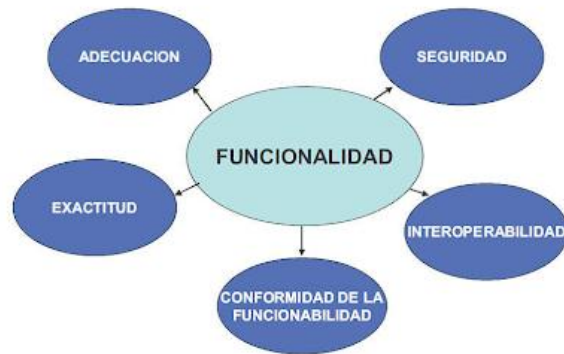 ADECUACION
SEGURIDAD
FUNCIONALIDAD
EXACTITUD
INTEROPERABILIDAD
CONFORMIDAD DE LA
FUNCIONABILIDAD